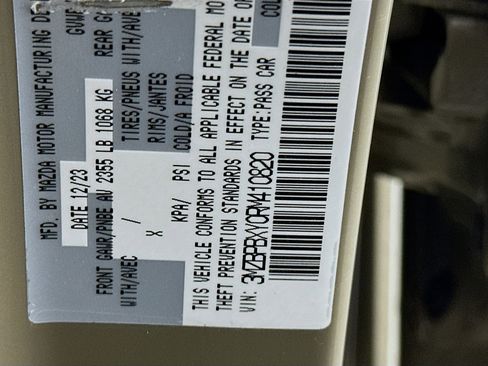 MFD. BY MAZDA MOTOR MANUFACTURING DE
DATE 12/23 GVWR
FRONT GAWR/PNBE AV 2355 LB 1068 KG REAR G
WITH/AVEC TIRES/PNEUS WITH/AVE
/ RIMS/JANTES
X KPA/ PSI COLD/A FROID COLD
THIS VEHICLE CONFORMS TO ALL APPLICABLE FEDERAL MO
THEFT PREVENTION STANDARDS IN EFFECT ON THE DATE O
VIN: 3MZBPBXY0RM410820 TYPE:PASS CAR